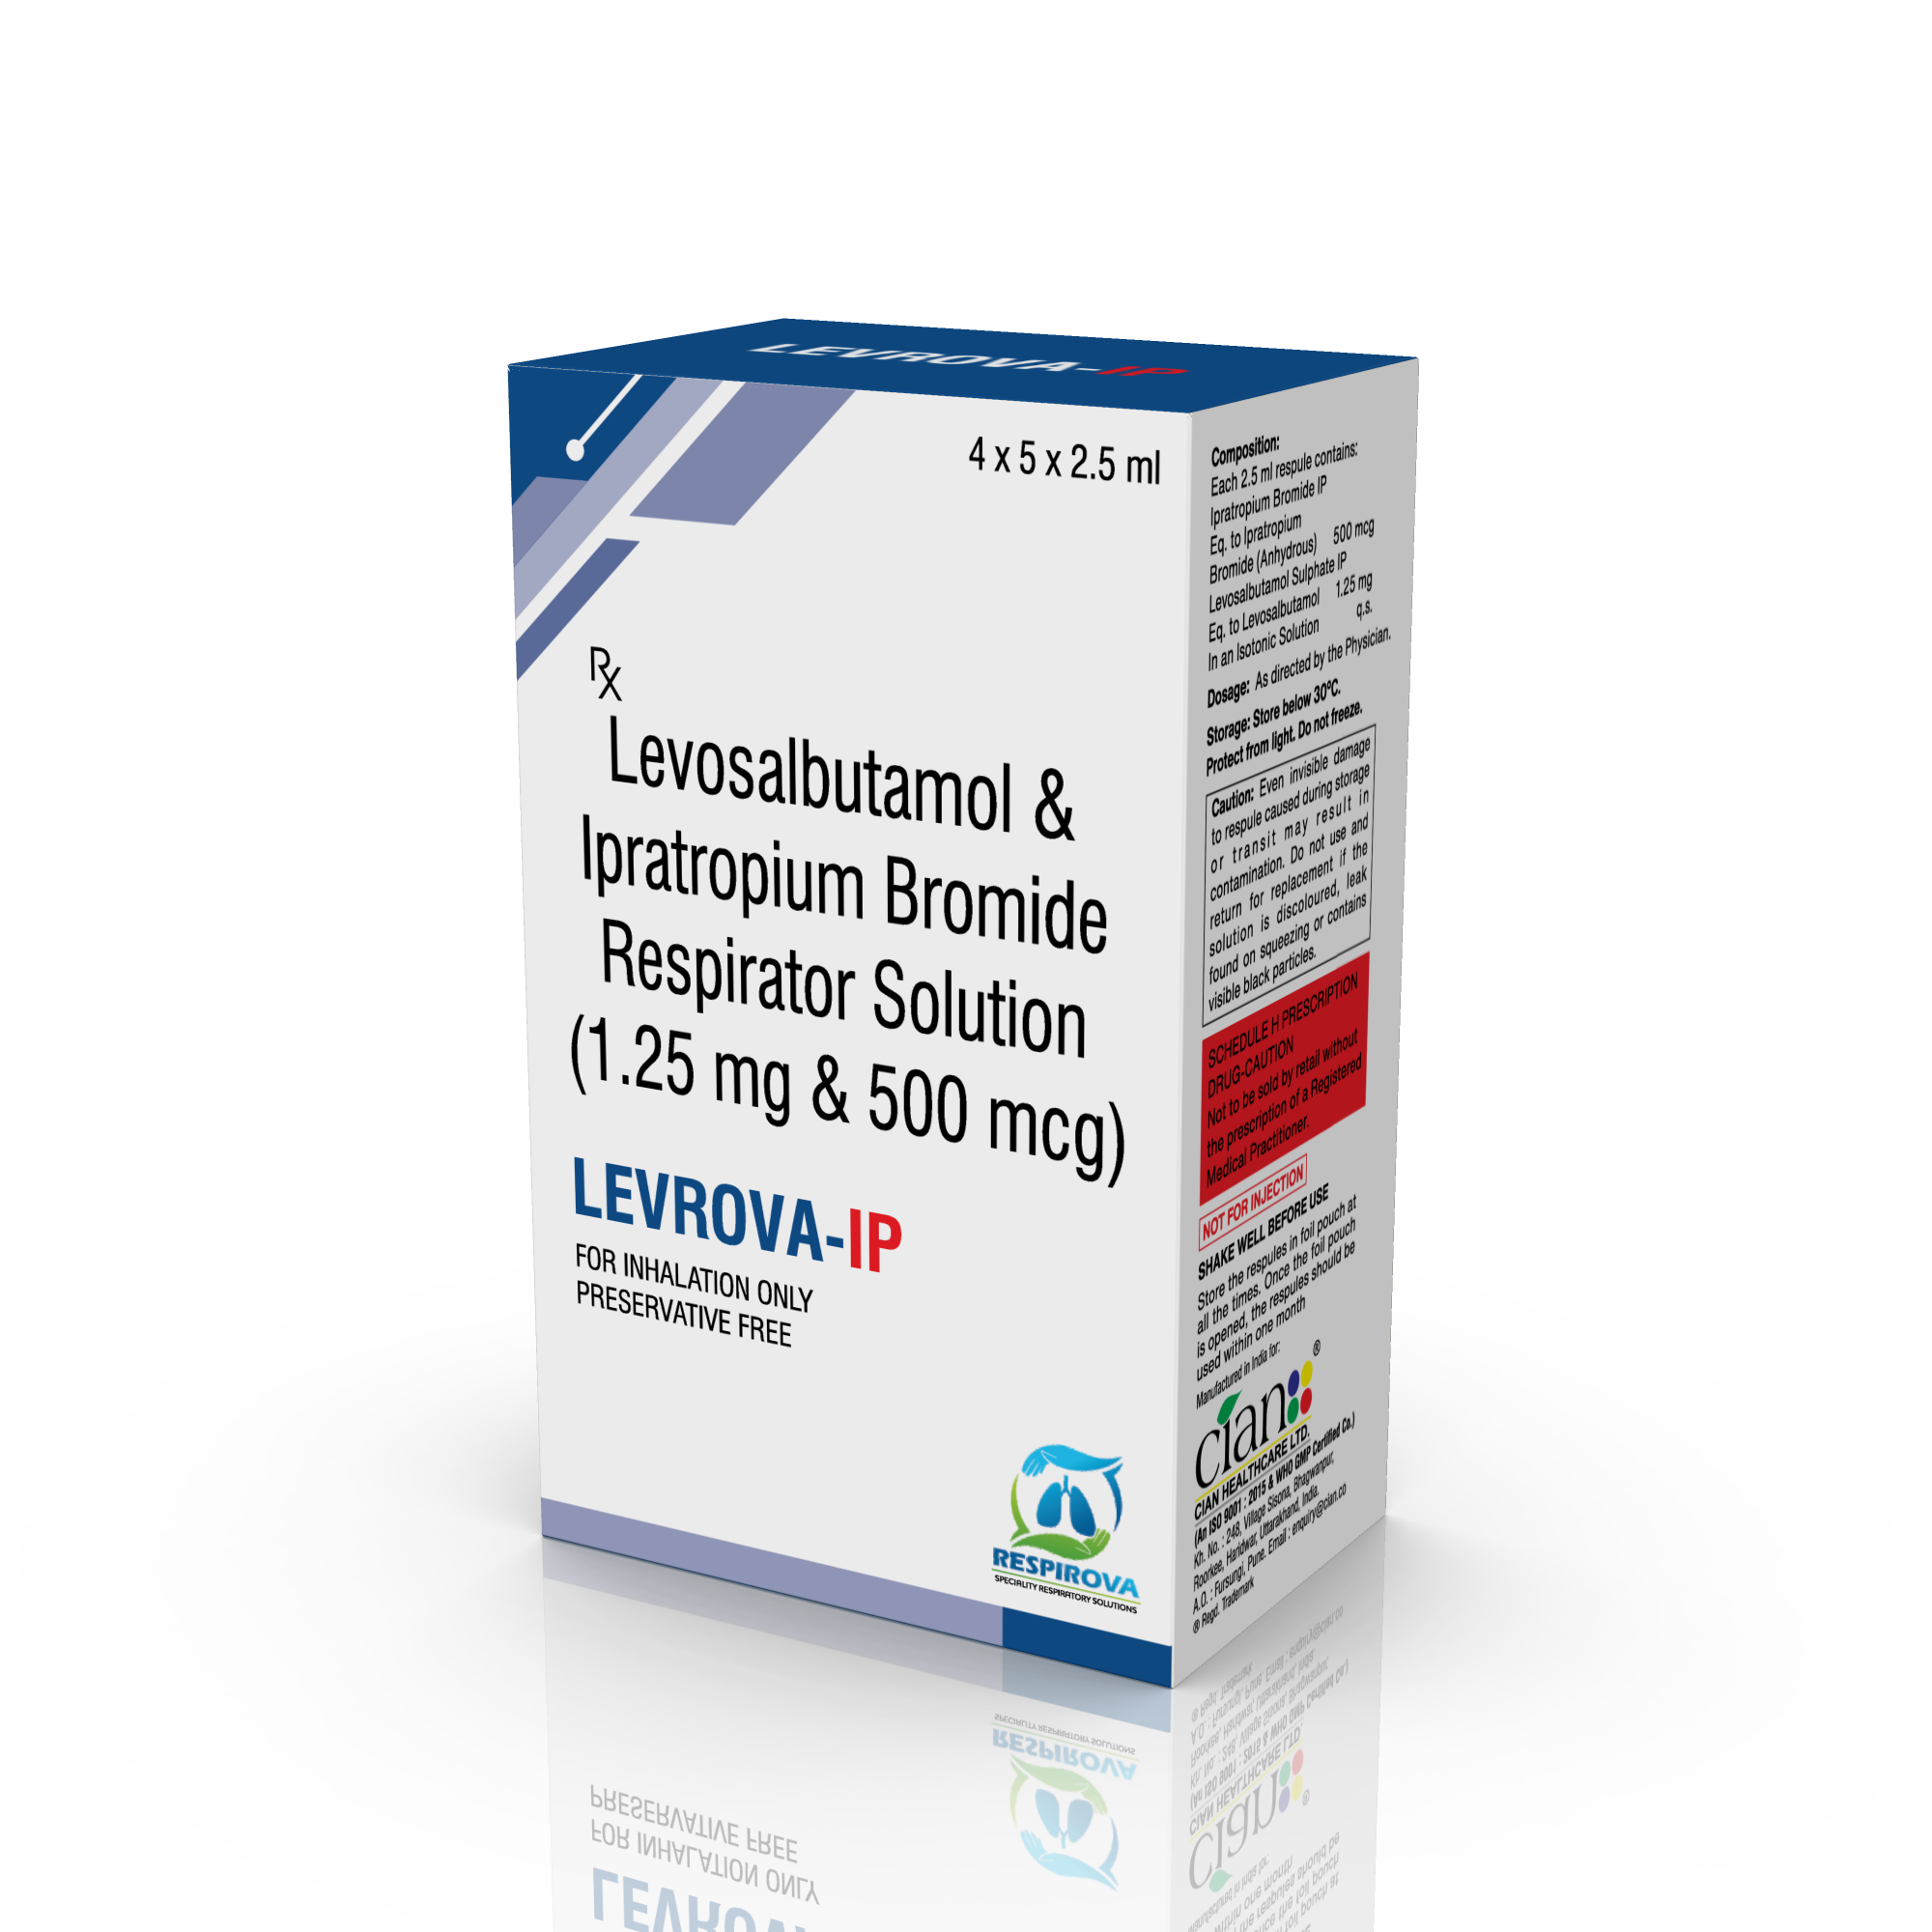 LEVROVA-IP
4 x 5 x 2.5 ml
Rx
Levosalbutamol &
Ipratropium Bromide
Respirator Solution
(1.25 mg & 500 mcg)
LEVROVA-IP
FOR INHALATION ONLY
PRESERVATIVE FREE
RESPIROVA
SPECIALITY RESPIRATORY SOLUTIONS
Composition:
Each 2.5 ml respule contains:
Ipratropium Bromide IP
Eq. to Ipratropium
Bromide (Anhydrous) 500 mcg
Levosalbutamol Sulphate IP
Eq. to Levosalbutamol 1.25 mg
In an Isotonic Solution q.s.
Dosage: As directed by the Physician.
Storage: Store below 30°C.
Protect from light. Do not freeze.
Caution: Even invisible damage
to respule caused during storage
or transit may result in
contamination. Do not use and
return for replacement if the
solution is discoloured, leak
found on squeezing or contains
visible black particles.
SCHEDULE H PRESCRIPTION
DRUG-CAUTION
Not to be sold by retail without
the prescription of a Registered
Medical Practitioner.
NOT FOR INJECTION
SHAKE WELL BEFORE USE
Store the respules in foil pouch at
all the times. Once the foil pouch
is opened, the respules should be
used within one month
Manufactured in India for:
cian®
CIAN HEALTHCARE LTD.
(An ISO 9001 : 2015 & WHO GMP Certified Co.)
Kh. No. : 248, Village Sisona, Bhagwanpur,
Roorkee, Haridwar, Uttarakhand, India.
A.O. : Fursungi, Pune. Email : enquiry@cian.co
® Regd. Trademark